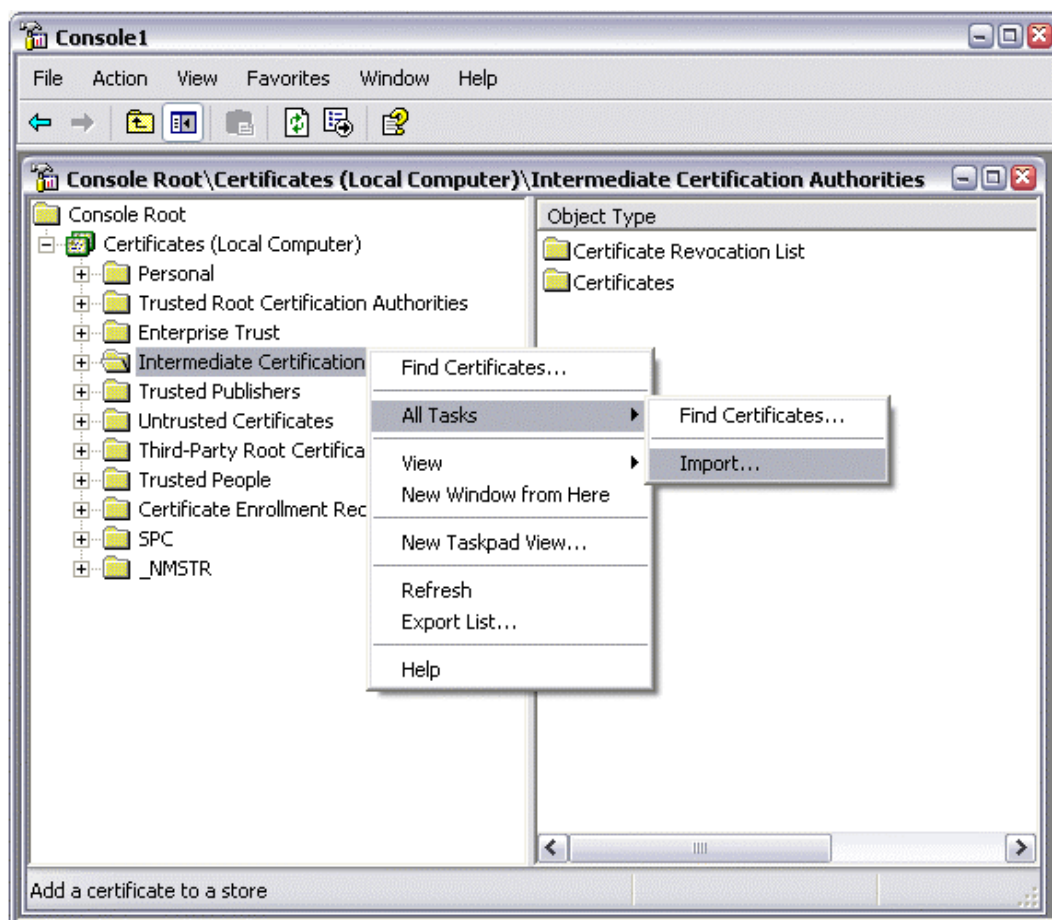 Console1
File Action View Favorites Window Help
Console Root\Certificates (Local Computer)\Intermediate Certification Authorities
Console Root
Certificates (Local Computer)
Personal
Trusted Root Certification Authorities
Enterprise Trust
Intermediate Certification
Trusted Publishers
Untrusted Certificates
Third-Party Root Certifica
Trusted People
Certificate Enrollment Rec
SPC
_NMSTR
Object Type
Certificate Revocation List
Certificates
Find Certificates...
All Tasks
View
New Window from Here
New Taskpad View...
Refresh
Export List...
Help
Find Certificates...
Import...
Add a certificate to a store